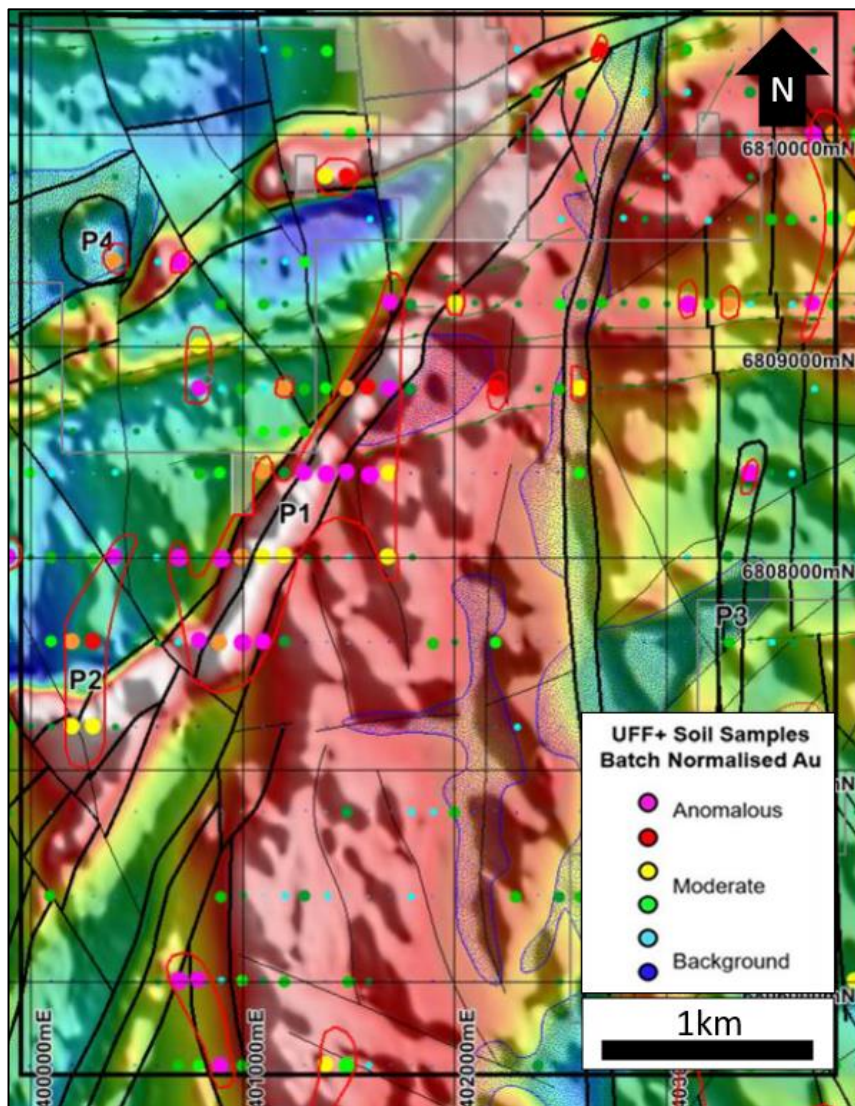 N
6810000mN
P4
6809000mN
P1
6808000mN
P3
P2
UFF+ Soil Samples
Batch Normalised Au
Anomalous
Moderate
Background
1km
400000mE
401000mE
402000mE